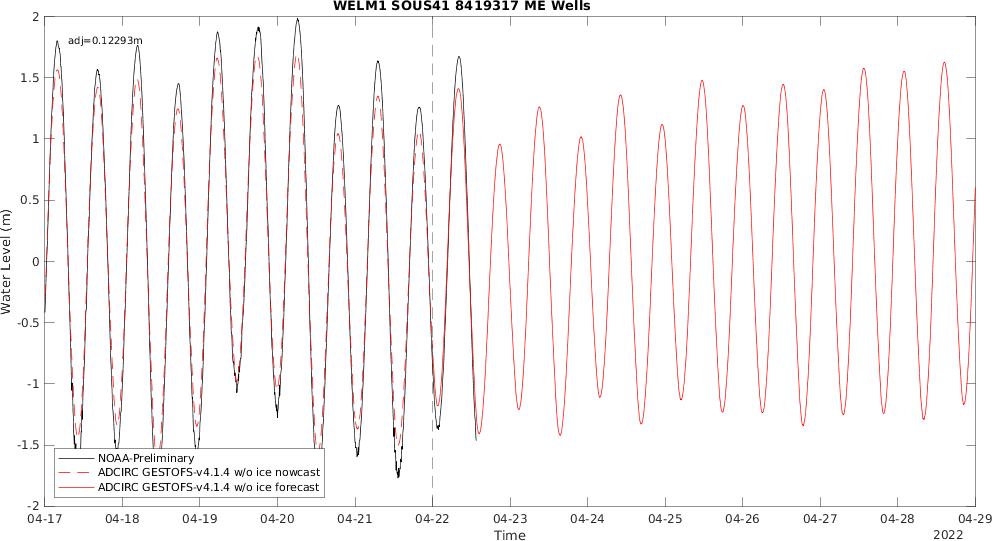 WELM1 SOUS41 8419317 ME Wells
adj=0.12293m
2
1.5
1
0.5
0
-0.5
-1
-1.5
-2
Water Level (m)
NOAA-Preliminary
ADCIRC GESTOFS-v4.1.4 w/o ice nowcast
ADCIRC GESTOFS-v4.1.4 w/o ice forecast
04-17 04-18 04-19 04-20 04-21 04-22 04-23 04-24 04-25 04-26 04-27 04-28 04-29
Time
2022